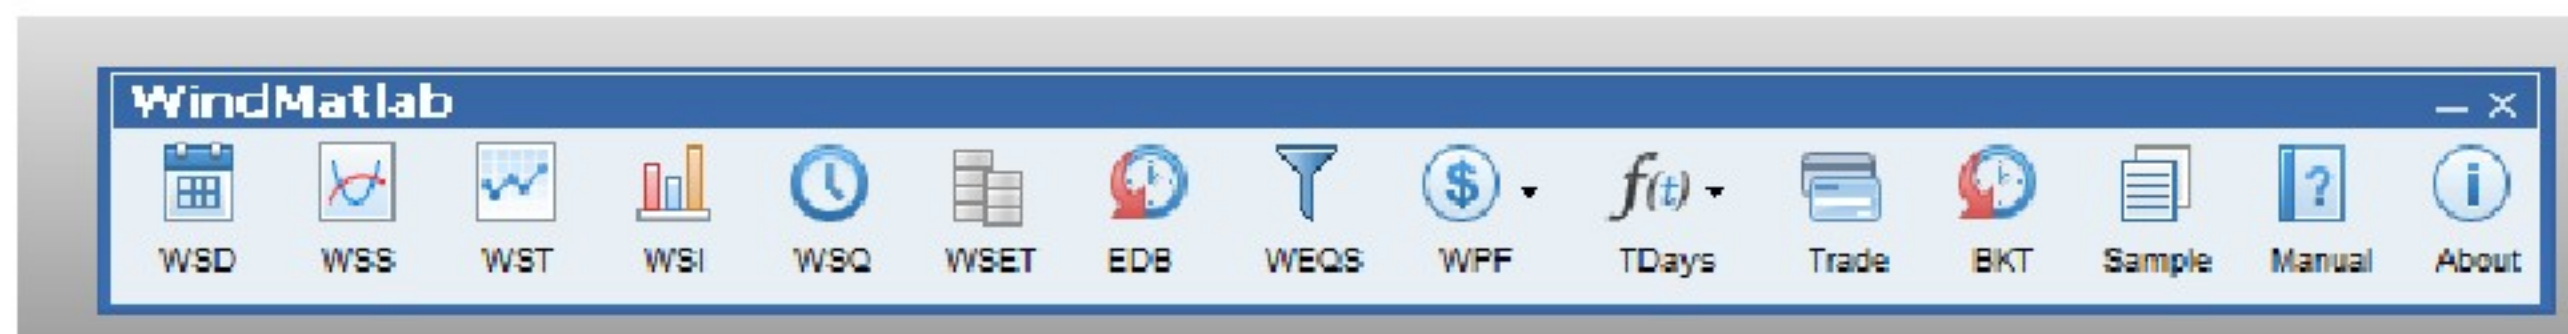 WindMatlab
$ f(t) ? i
WSD WSS WST WSI WSQ WSET EDB WEQS WPF TDays Trade BKT Sample Manual About